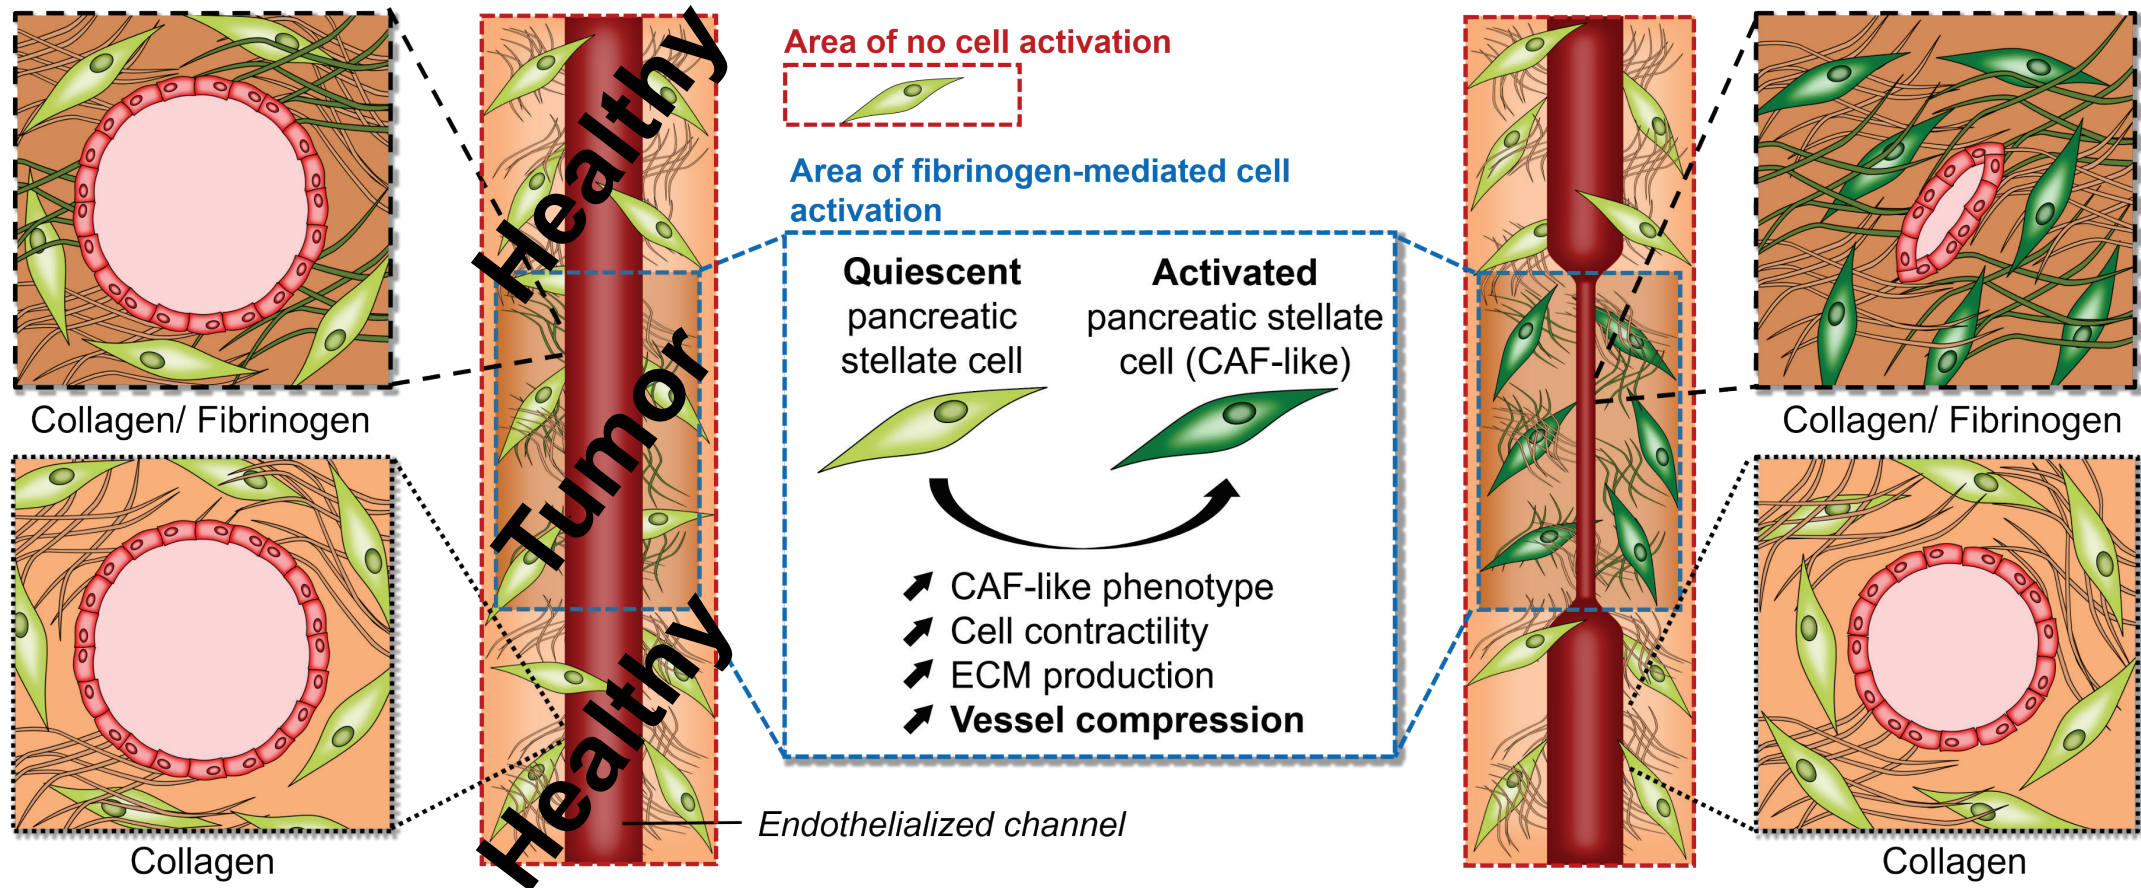 Healthy
Tumor
Healthy
Collagen/ Fibrinogen
Collagen
Area of no cell activation
Area of fibrinogen-mediated cell
activation
Quiescent
pancreatic
stellate cell
Activated
pancreatic stellate
cell (CAF-like)
CAF-like phenotype
Cell contractility
ECM production
Vessel compression
Endothelialized channel
Collagen/ Fibrinogen
Collagen